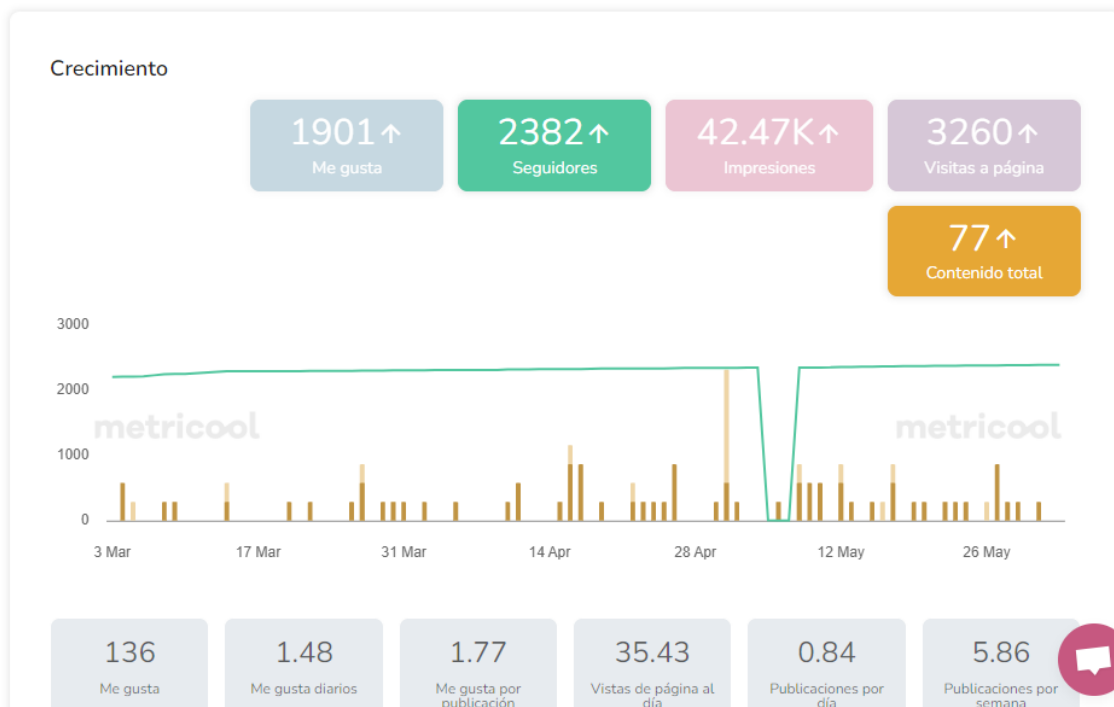 Crecimiento
1901↑
Me gusta
2382↑
Seguidores
42.47K↑
Impresiones
3260↑
Visitas a página
77↑
Contenido total
3000
2000
1000
0
metricool
metricool
3 Mar
17 Mar
31 Mar
14 Apr
28 Apr
12 May
26 May
136
Me gusta
1.48
Me gusta diarios
1.77
Me gusta por
publicación
35.43
Vistas de página al
día
0.84
Publicaciones por
día
5.86
Publicaciones por
semana